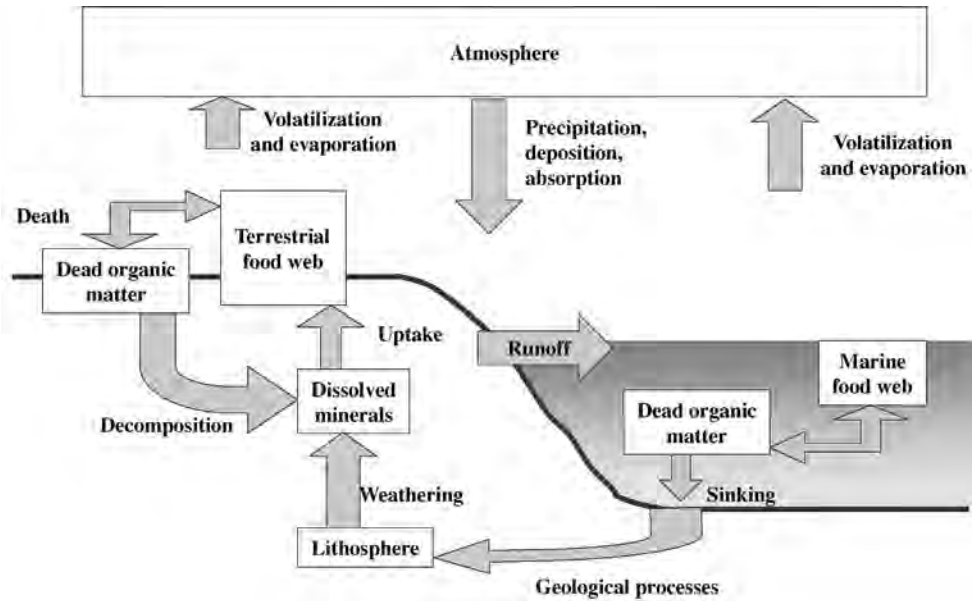 Atmosphere
Volatilization
and evaporation
Precipitation,
deposition,
absorption
Volatilization
and evaporation
Death
Terrestrial
food web
Dead organic
matter
Uptake
Runoff
Marine
food web
Dissolved
minerals
Decomposition
Dead organic
matter
Weathering
Sinking
Lithosphere
Geological processes